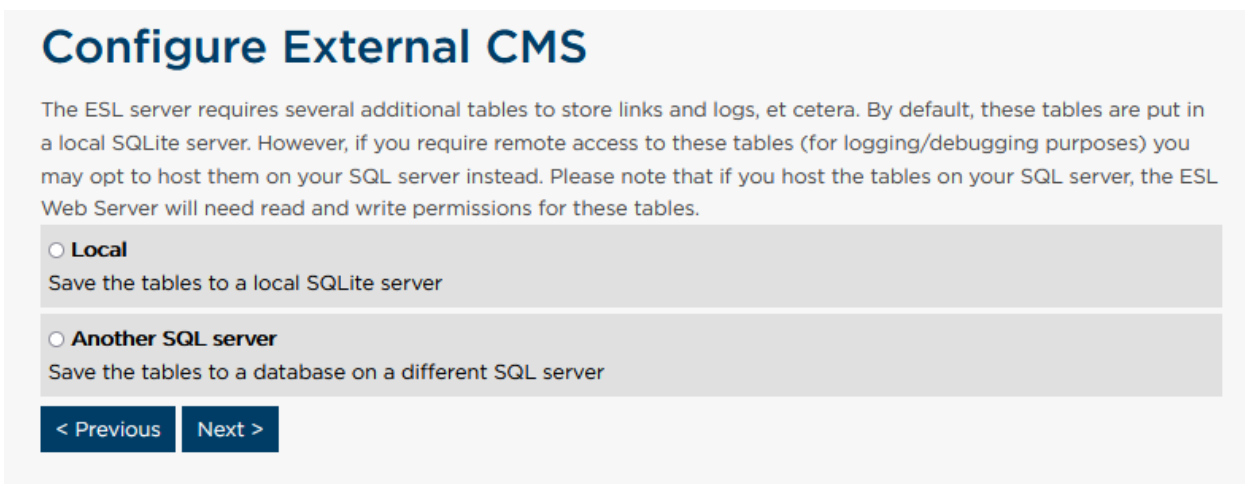 Configure External CMS
The ESL server requires several additional tables to store links and logs, et cetera. By default, these tables are put in
a local SQLite server. However, if you require remote access to these tables (for logging/debugging purposes) you
may opt to host them on your SQL server instead. Please note that if you host the tables on your SQL server, the ESL
Web Server will need read and write permissions for these tables.
Local
Save the tables to a local SQLite server
Another SQL server
Save the tables to a database on a different SQL server
< Previous Next >